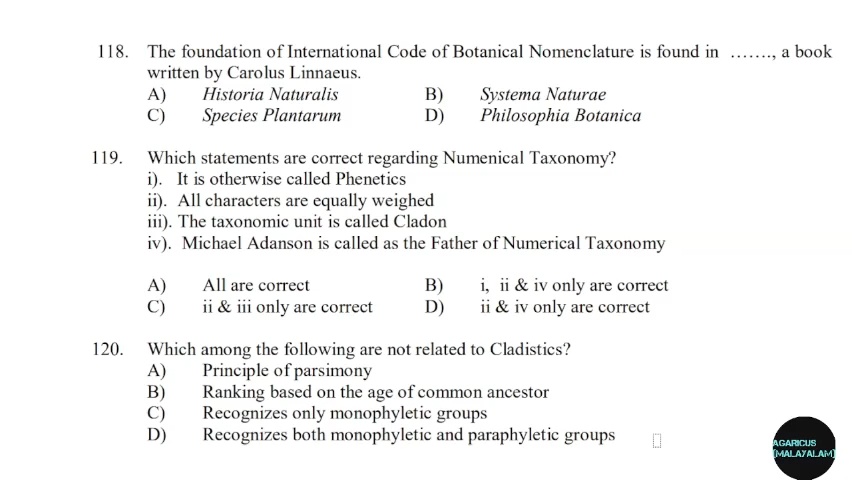 118. The foundation of International Code of Botanical Nomenclature is found in ……., a book
written by Carolus Linnaeus.
A) Historia Naturalis B) Systema Naturae
C) Species Plantarum D) Philosophia Botanica
119. Which statements are correct regarding Numenical Taxonomy?
i). It is otherwise called Phenetics
ii). All characters are equally weighed
iii). The taxonomic unit is called Cladon
iv). Michael Adanson is called as the Father of Numerical Taxonomy
A) All are correct B) i, ii & iv only are correct
C) ii & iii only are correct D) ii & iv only are correct
120. Which among the following are not related to Cladistics?
A) Principle of parsimony
B) Ranking based on the age of common ancestor
C) Recognizes only monophyletic groups
D) Recognizes both monophyletic and paraphyletic groups
AGARICUS
(MALAYALAM)